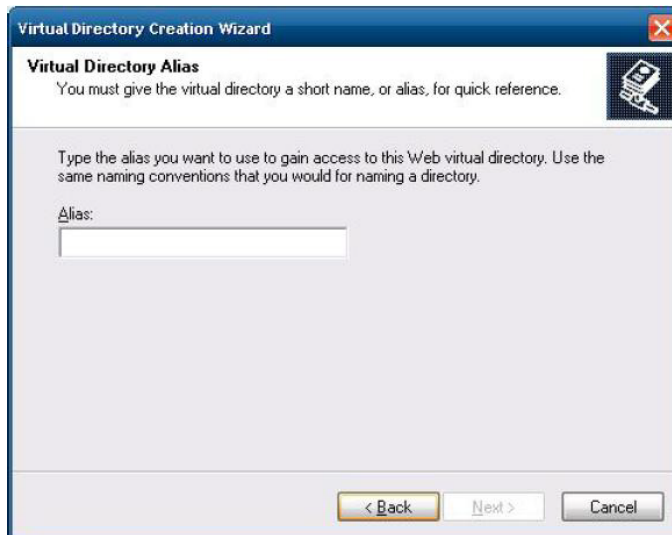 Virtual Directory Creation Wizard
Virtual Directory Alias
You must give the virtual directory a short name, or alias, for quick reference.
Type the alias you want to use to gain access to this Web virtual directory. Use the
same naming conventions that you would for naming a directory.
Alias:
< Back Next > Cancel